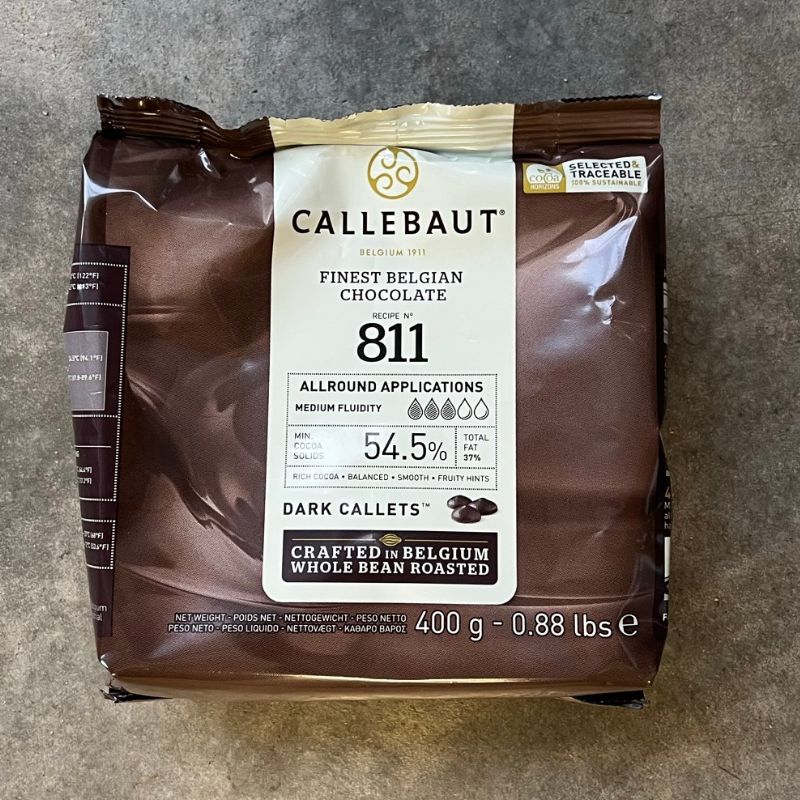 CALLEBAUT®
BELGIUM 1911
FINEST BELGIAN
CHOCOLATE
RECIPE N°
811
ALLROUND APPLICATIONS
MEDIUM FLUIDITY
MIN.
COCOA
SOLIDS
54.5%
TOTAL
FAT
37%
RICH COCOA • BALANCED • SMOOTH • FRUITY HINTS
DARK CALLETS™
CRAFTED IN BELGIUM
WHOLE BEAN ROASTED
cocoa
HORIZONS
SELECTED &
TRACEABLE
100% SUSTAINABLE
NET WEIGHT - POIDS NET - NETTOGEWICHT - PESO NETTO
PESO NETO - PESO LIQUIDO - NETTOVÆGT - ΚΑΘΑΡΟ ΒΑΡΟΣ
400 g - 0.88 lbs e